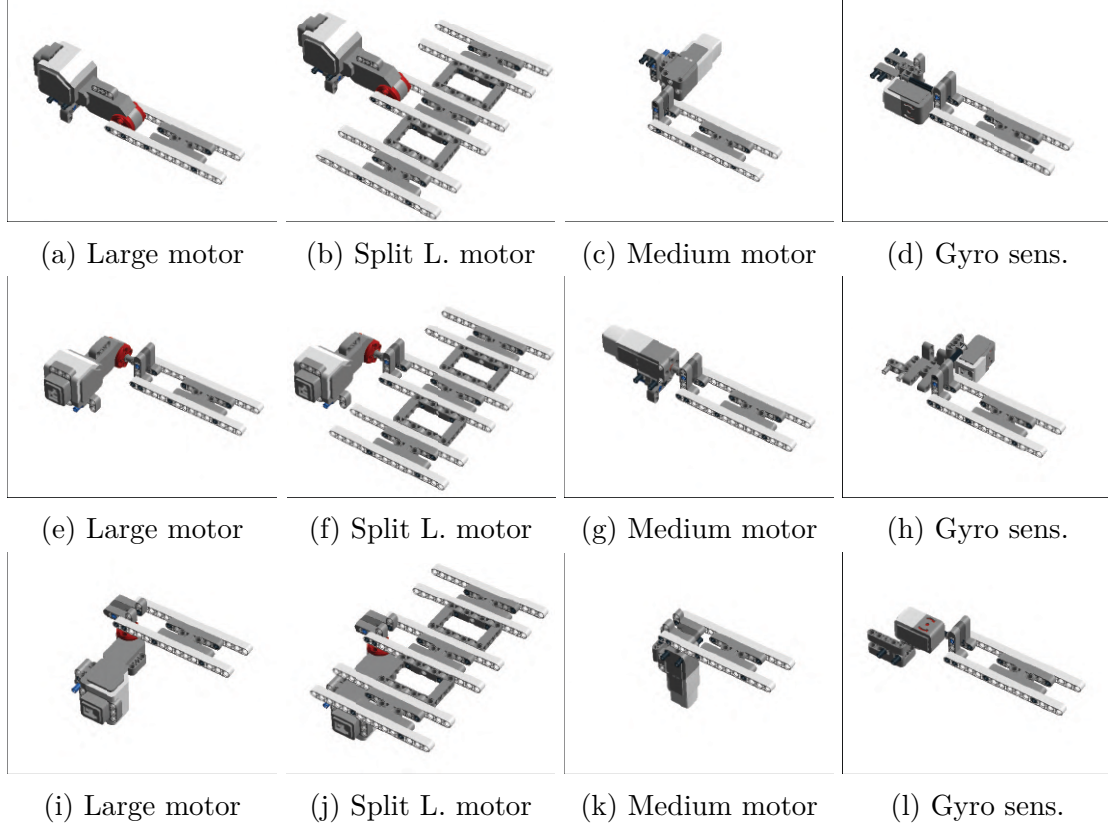 (a) Large motor (b) Split L. motor (c) Medium motor (d) Gyro sens.
(e) Large motor (f) Split L. motor (g) Medium motor (h) Gyro sens.
(i) Large motor (j) Split L. motor (k) Medium motor (l) Gyro sens.